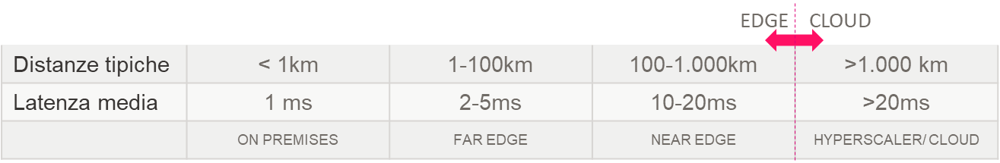 EDGE CLOUD
Distanze tipiche < 1km 1-100km 100-1.000km >1.000 km
Latenza media 1 ms 2-5ms 10-20ms >20ms
ON PREMISES FAR EDGE NEAR EDGE HYPERSCALER/ CLOUD